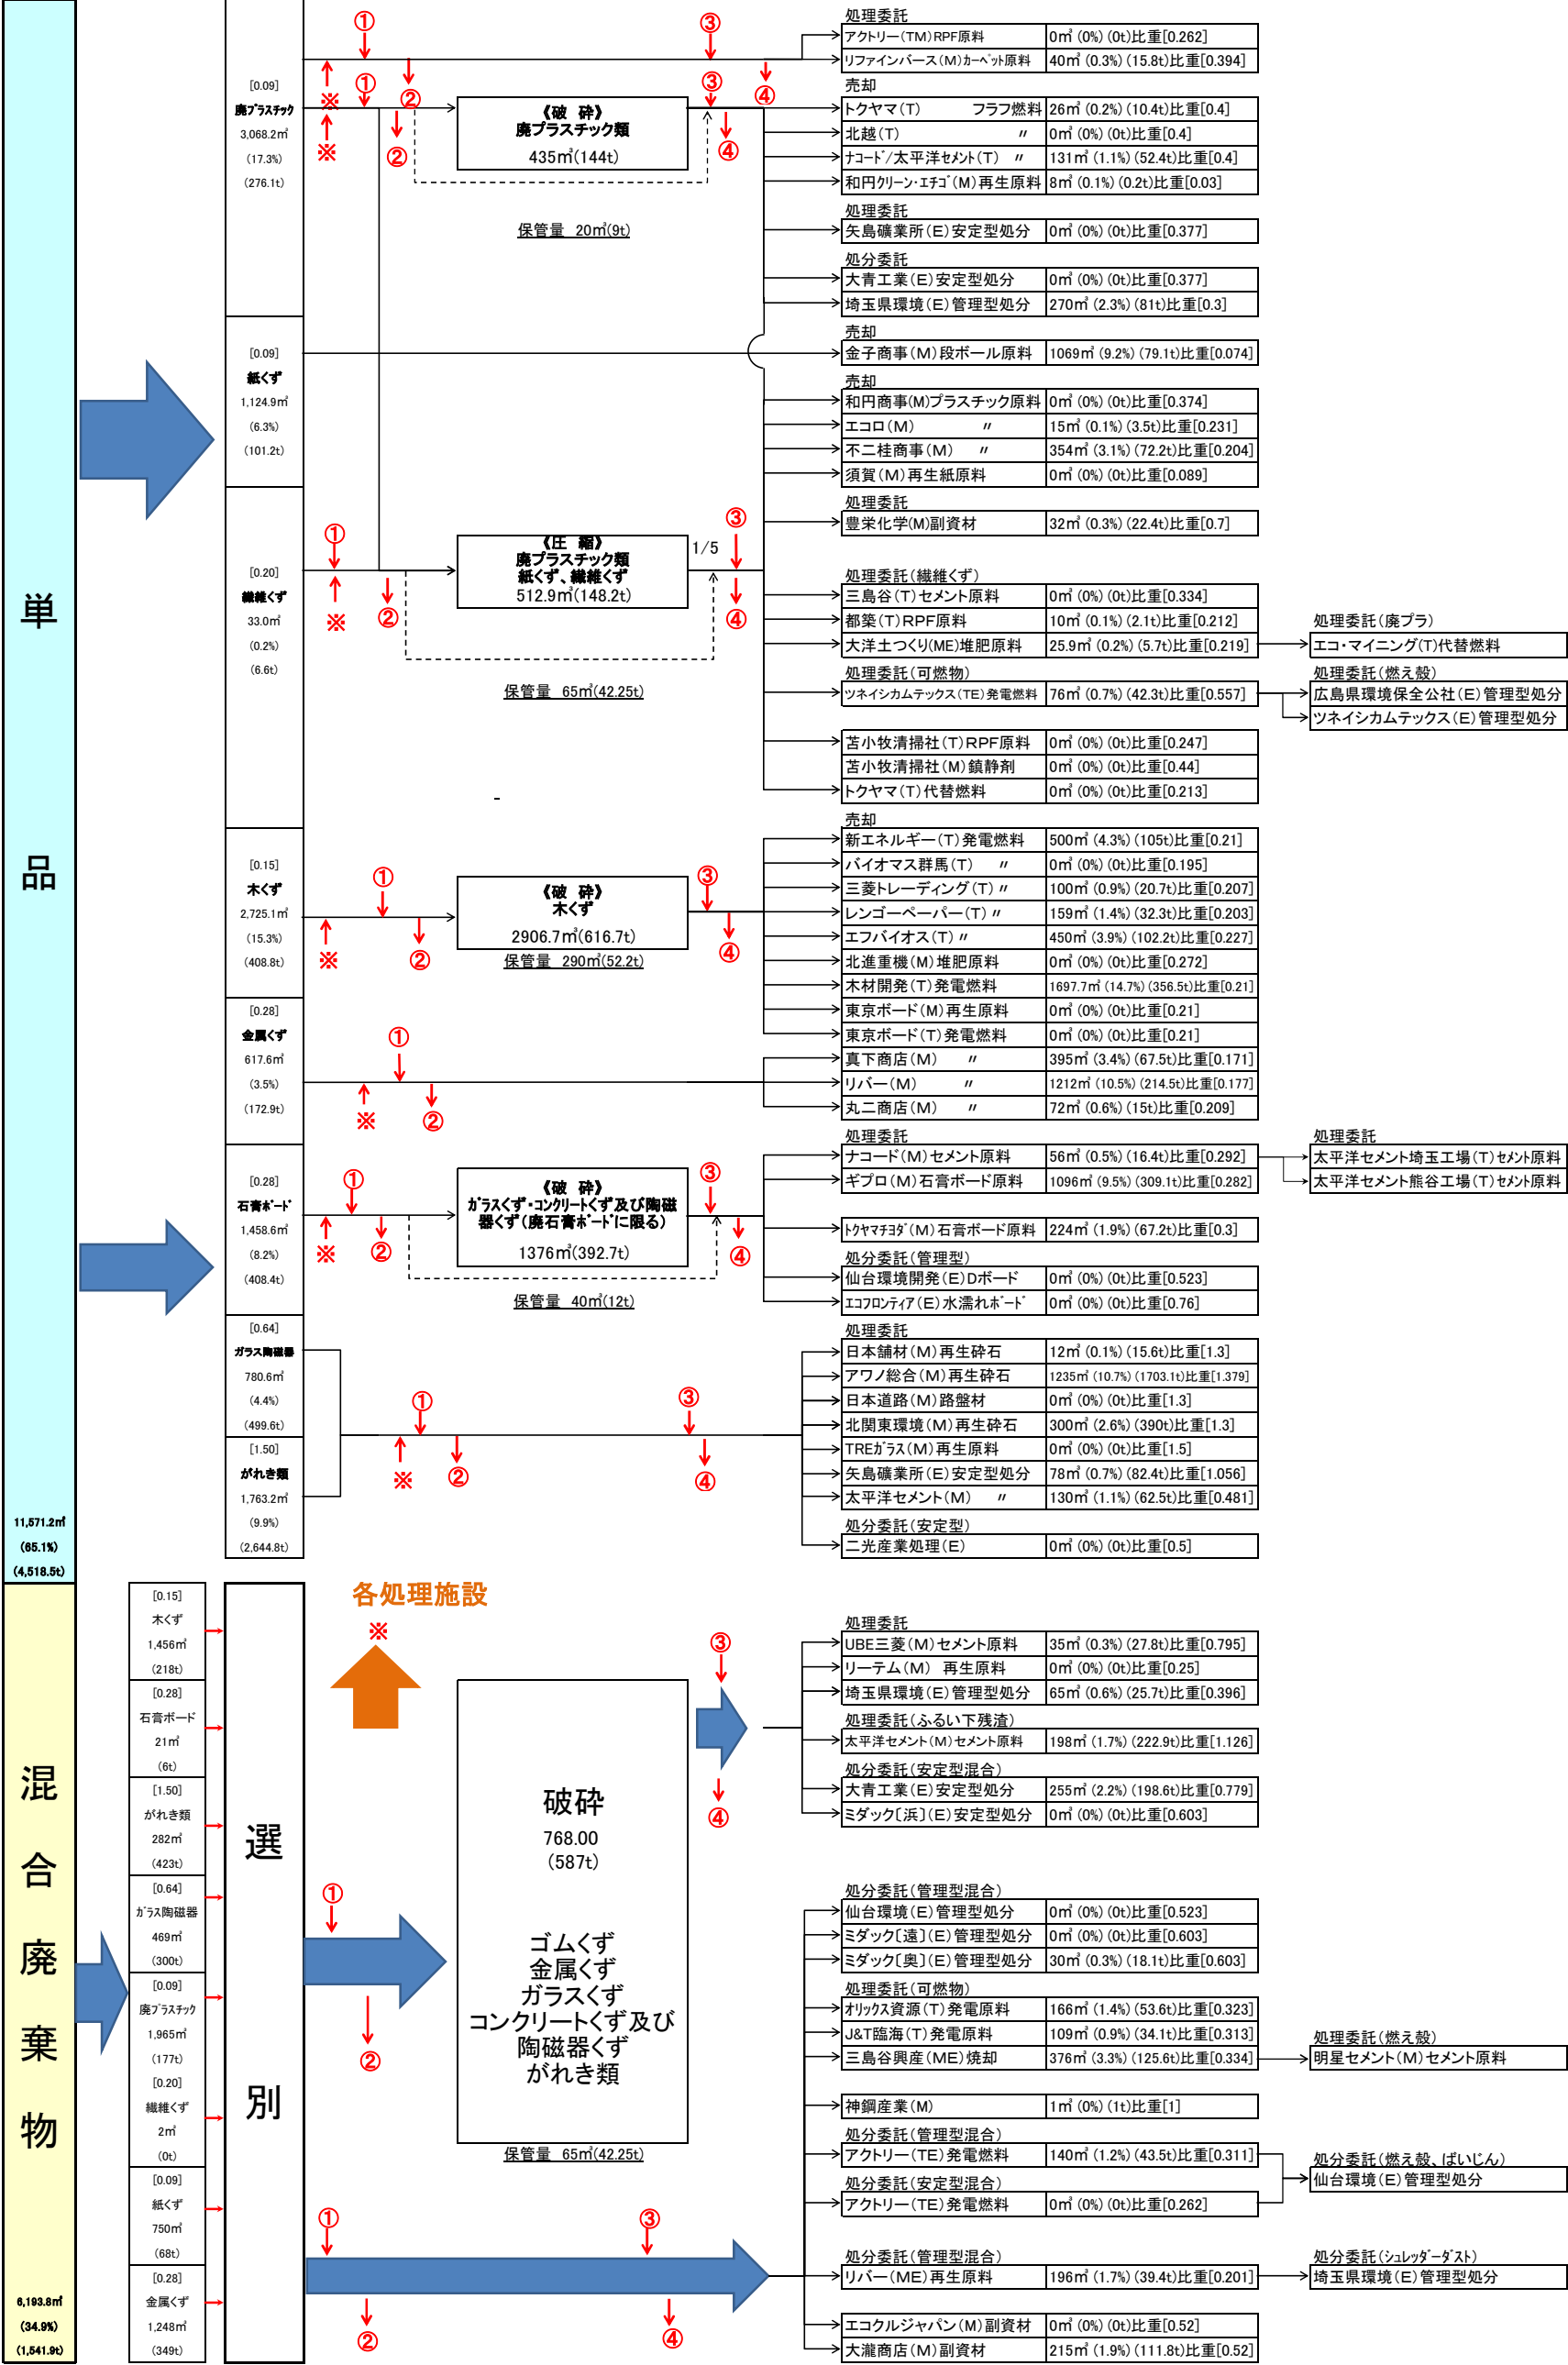 単
品
11,571.2㎥
(65.1%)
(4,518.5t)
[0.09]
廃プラスチック
3,068.2㎥
(17.3%)
(276.1t)
[0.09]
紙くず
1,124.9㎥
(6.3%)
(101.2t)
[0.20]
繊維くず
33.0㎥
(0.2%)
(6.6t)
[0.15]
木くず
2,725.1㎥
(15.3%)
(408.8t)
[0.28]
金属くず
617.6㎥
(3.5%)
(172.9t)
[0.28]
石膏ボード
1,458.6㎥
(8.2%)
(408.4t)
[0.64]
ガラス陶磁器
780.6㎥
(4.4%)
(499.6t)
[1.50]
がれき類
1,763.2㎥
(9.9%)
(2,644.8t)
① ③
※ ② ④
① ③
※ ② ④
《破 砕》
廃プラスチック類
435㎥(144t)
保管量 20㎥(9t)
① ③
※ ② ④
《圧 縮》
廃プラスチック類
紙くず、繊維くず
512.9㎥(148.2t)
1/5
保管量 65㎥(42.25t)
-
① ③
※ ② ④
《破 砕》
木くず
2906.7㎥(616.7t)
保管量 290㎥(52.2t)
①
※ ②
① ③
※ ② ④
《破 砕》
ガラスくず・コンクリートくず及び陶磁
器くず(廃石膏ボードに限る)
1376㎥(392.7t)
保管量 40㎥(12t)
① ③
※ ② ④
処理委託
アクトリー(TM)RPF原料 0㎥ (0%) (0t)比重[0.262]
リファインバース(M)カーペット原料 40㎥ (0.3%) (15.8t)比重[0.394]
売却
トクヤマ(T) フラフ燃料 26㎥ (0.2%) (10.4t)比重[0.4]
北越(T) 〃 0㎥ (0%) (0t)比重[0.4]
ナコード/太平洋セメント(T) 〃 131㎥ (1.1%) (52.4t)比重[0.4]
和円クリーン・エチゴ(M)再生原料 8㎥ (0.1%) (0.2t)比重[0.03]
処理委託
矢島礦業所(E)安定型処分 0㎥ (0%) (0t)比重[0.377]
処分委託
大青工業(E)安定型処分 0㎥ (0%) (0t)比重[0.377]
埼玉県環境(E)管理型処分 270㎥ (2.3%) (81t)比重[0.3]
売却
金子商事(M)段ボール原料 1069㎥ (9.2%) (79.1t)比重[0.074]
売却
和円商事(M)プラスチック原料 0㎥ (0%) (0t)比重[0.374]
エコロ(M) 〃 15㎥ (0.1%) (3.5t)比重[0.231]
不二桂商事(M) 〃 354㎥ (3.1%) (72.2t)比重[0.204]
須賀(M)再生紙原料 0㎥ (0%) (0t)比重[0.089]
処理委託
豊栄化学(M)副資材 32㎥ (0.3%) (22.4t)比重[0.7]
処理委託(繊維くず)
三島谷(T)セメント原料 0㎥ (0%) (0t)比重[0.334]
都築(T)RPF原料 10㎥ (0.1%) (2.1t)比重[0.212]
大洋土つくり(ME)堆肥原料 25.9㎥ (0.2%) (5.7t)比重[0.219]
処理委託(廃プラ)
エコ・マイニング(T)代替燃料
処理委託(可燃物)
ツネイシカムテックス(TE)発電燃料 76㎥ (0.7%) (42.3t)比重[0.557]
処理委託(燃え殻)
広島県環境保全公社(E)管理型処分
ツネイシカムテックス(E)管理型処分
苫小牧清掃社(T)RPF原料 0㎥ (0%) (0t)比重[0.247]
苫小牧清掃社(M)鎮静剤 0㎥ (0%) (0t)比重[0.44]
トクヤマ(T)代替燃料 0㎥ (0%) (0t)比重[0.213]
売却
新エネルギー(T)発電燃料 500㎥ (4.3%) (105t)比重[0.21]
バイオマス群馬(T) 〃 0㎥ (0%) (0t)比重[0.195]
三菱トレーディング(T)〃 100㎥ (0.9%) (20.7t)比重[0.207]
レンゴーペーパー(T)〃 159㎥ (1.4%) (32.3t)比重[0.203]
エフバイオス(T)〃 450㎥ (3.9%) (102.2t)比重[0.227]
北進重機(M)堆肥原料 0㎥ (0%) (0t)比重[0.272]
木材開発(T)発電燃料 1697.7㎥ (14.7%) (356.5t)比重[0.21]
東京ボード(M)再生原料 0㎥ (0%) (0t)比重[0.21]
東京ボード(T)発電燃料 0㎥ (0%) (0t)比重[0.21]
真下商店(M) 〃 395㎥ (3.4%) (67.5t)比重[0.171]
リバー(M) 〃 1212㎥ (10.5%) (214.5t)比重[0.177]
丸二商店(M) 〃 72㎥ (0.6%) (15t)比重[0.209]
処理委託
ナコード(M)セメント原料 56㎥ (0.5%) (16.4t)比重[0.292]
ギプロ(M)石膏ボード原料 1096㎥ (9.5%) (309.1t)比重[0.282]
処理委託
太平洋セメント埼玉工場(T)セメント原料
太平洋セメント熊谷工場(T)セメント原料
トクヤマチヨダ(M)石膏ボード原料 224㎥ (1.9%) (67.2t)比重[0.3]
処分委託(管理型)
仙台環境開発(E)Dボード 0㎥ (0%) (0t)比重[0.523]
エコフロンティア(E)水濡れボード 0㎥ (0%) (0t)比重[0.76]
処理委託
日本舗材(M)再生砕石 12㎥ (0.1%) (15.6t)比重[1.3]
アワノ総合(M)再生砕石 1235㎥ (10.7%) (1703.1t)比重[1.379]
日本道路(M)路盤材 0㎥ (0%) (0t)比重[1.3]
北関東環境(M)再生砕石 300㎥ (2.6%) (390t)比重[1.3]
TREガラス(M)再生原料 0㎥ (0%) (0t)比重[1.5]
矢島礦業所(E)安定型処分 78㎥ (0.7%) (82.4t)比重[1.056]
太平洋セメント(M) 〃 130㎥ (1.1%) (62.5t)比重[0.481]
処分委託(安定型)
二光産業処理(E) 0㎥ (0%) (0t)比重[0.5]
混
合
廃
棄
物
6,193.8㎥
(34.9%)
(1,541.9t)
[0.15]
木くず
1,456㎥
(218t)
[0.28]
石膏ボード
21㎥
(6t)
[1.50]
がれき類
282㎥
(423t)
[0.64]
ガラス陶磁器
469㎥
(300t)
[0.09]
廃プラスチック
1,965㎥
(177t)
[0.20]
繊維くず
2㎥
(0t)
[0.09]
紙くず
750㎥
(68t)
[0.28]
金属くず
1,248㎥
(349t)
選
別
各処理施設
※
①
②
破砕
768.00
(587t)
ゴムくず
金属くず
ガラスくず
コンクリートくず及び
陶磁器くず
がれき類
保管量 65㎥(42.25t)
③
④
① ③
② ④
処理委託
UBE三菱(M)セメント原料 35㎥ (0.3%) (27.8t)比重[0.795]
リーテム(M) 再生原料 0㎥ (0%) (0t)比重[0.25]
埼玉県環境(E)管理型処分 65㎥ (0.6%) (25.7t)比重[0.396]
処理委託(ふるい下残渣)
太平洋セメント(M)セメント原料 198㎥ (1.7%) (222.9t)比重[1.126]
処分委託(安定型混合)
大青工業(E)安定型処分 255㎥ (2.2%) (198.6t)比重[0.779]
ミダック〔浜〕(E)安定型処分 0㎥ (0%) (0t)比重[0.603]
処分委託(管理型混合)
仙台環境(E)管理型処分 0㎥ (0%) (0t)比重[0.523]
ミダック〔遠〕(E)管理型処分 0㎥ (0%) (0t)比重[0.603]
ミダック〔奥〕(E)管理型処分 30㎥ (0.3%) (18.1t)比重[0.603]
処理委託(可燃物)
オリックス資源(T)発電原料 166㎥ (1.4%) (53.6t)比重[0.323]
J&T臨海(T)発電原料 109㎥ (0.9%) (34.1t)比重[0.313]
三島谷興産(ME)焼却 376㎥ (3.3%) (125.6t)比重[0.334]
処理委託(燃え殻)
明星セメント(M)セメント原料
神鋼産業(M) 1㎥ (0%) (1t)比重[1]
処分委託(管理型混合)
アクトリー(TE)発電燃料 140㎥ (1.2%) (43.5t)比重[0.311]
処分委託(安定型混合)
アクトリー(TE)発電燃料 0㎥ (0%) (0t)比重[0.262]
処分委託(燃え殻、ばいじん)
仙台環境(E)管理型処分
処分委託(管理型混合)
リバー(ME)再生原料 196㎥ (1.7%) (39.4t)比重[0.201]
処分委託(シュレッダーダスト)
埼玉県環境(E)管理型処分
エコクルジャパン(M)副資材 0㎥ (0%) (0t)比重[0.52]
大瀧商店(M)副資材 215㎥ (1.9%) (111.8t)比重[0.52]